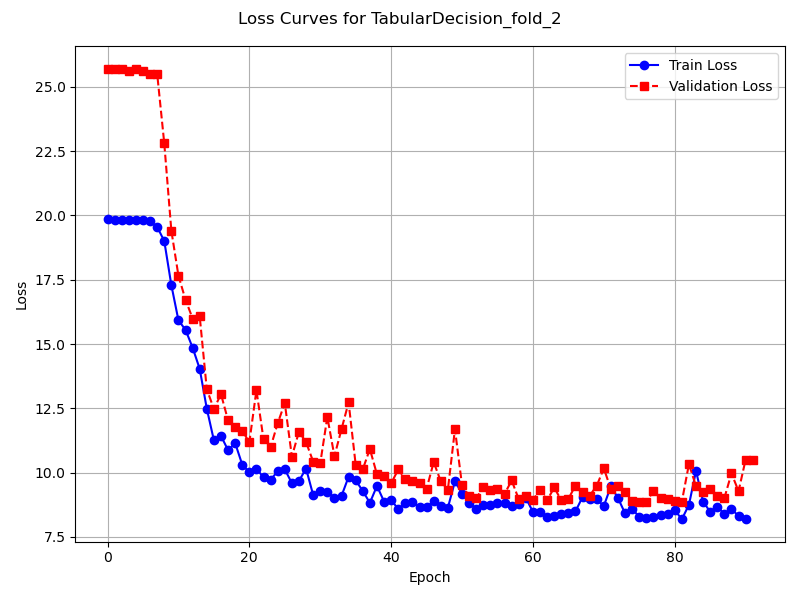 Loss Curves for TabularDecision_fold_2
Train Loss
Validation Loss
25.0
22.5
20.0
17.5
15.0
12.5
10.0
7.5
Loss
0 20 40 60 80
Epoch